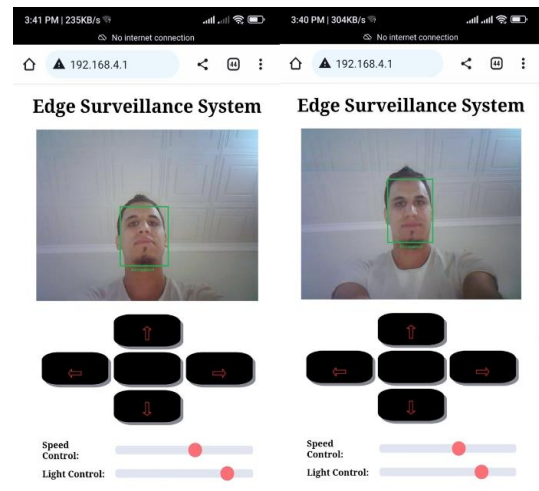 3:41 PM | 235KB/s
No internet connection
192.168.4.1
44
Edge Surveillance System
Speed
Control:
Light Control:
3:40 PM | 304KB/s
No internet connection
192.168.4.1
44
Edge Surveillance System
Speed
Control:
Light Control: